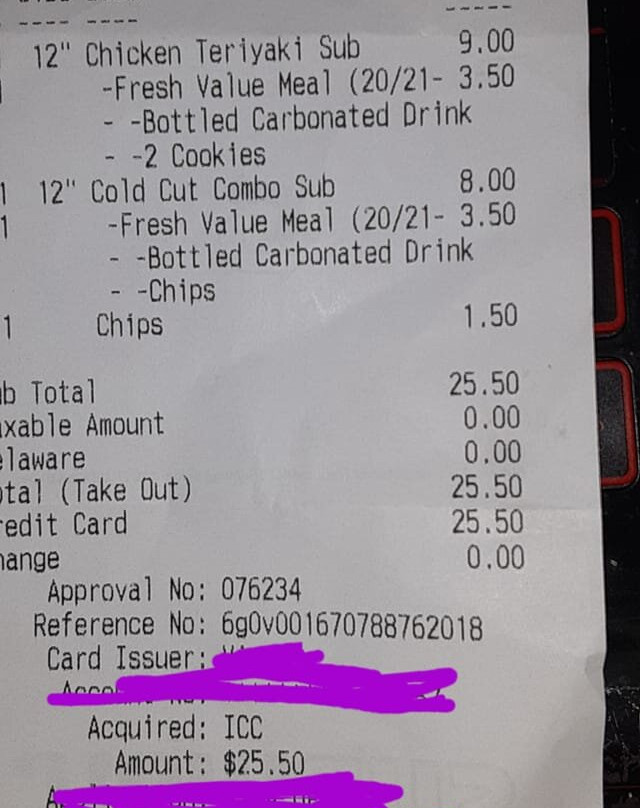 12" Chicken Teriyaki Sub 9.00
-Fresh Value Meal (20/21- 3.50
- -Bottled Carbonated Drink
- -2 Cookies
1 12" Cold Cut Combo Sub 8.00
1 -Fresh Value Meal (20/21- 3.50
- -Bottled Carbonated Drink
- -Chips
1 Chips 1.50
b Total 25.50
axable Amount 0.00
elaware 0.00
otal (Take Out) 25.50
redit Card 25.50
hange 0.00
Approval No: 076234
Reference No: 6g0v001670788762018
Card Issuer:
Acquired: ICC
Amount: $25.50